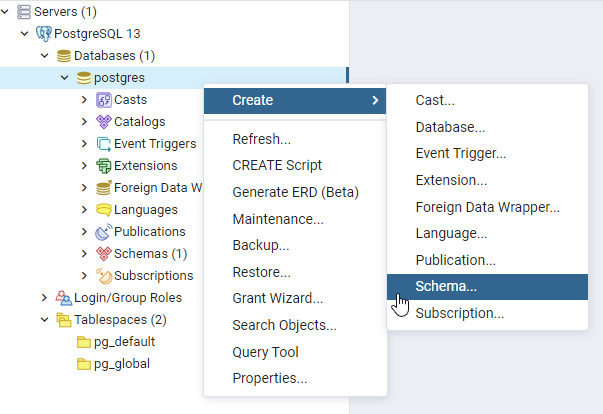 Servers (1)
PostgreSQL 13
Databases (1)
postgres
Casts
Catalogs
Event Triggers
Extensions
Foreign Data W
Languages
Publications
Schemas (1)
Subscriptions
Login/Group Roles
Tablespaces (2)
pg_default
pg_global
Create
Refresh...
CREATE Script
Generate ERD (Beta)
Maintenance...
Backup...
Restore...
Grant Wizard...
Search Objects...
Query Tool
Properties...
Cast...
Database...
Event Trigger...
Extension...
Foreign Data Wrapper...
Language...
Publication...
Schema...
Subscription...